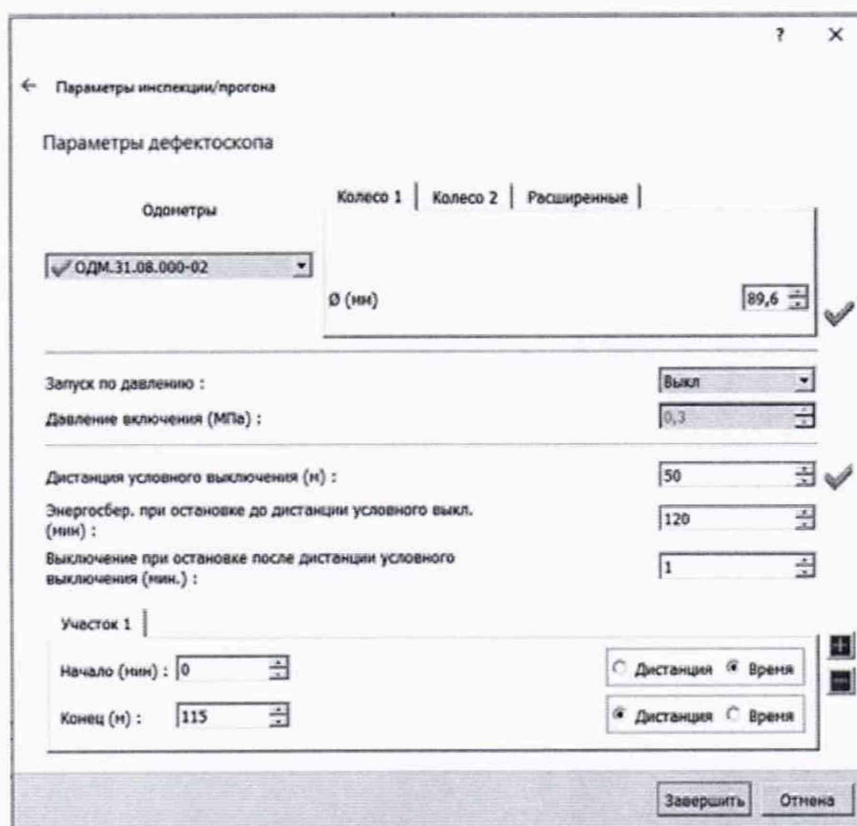 ?
Параметры инспекции/прогона
Параметры дефектоскопа
Одометры
Колесо 1 Колесо 2 Расширенные
ОДМ.31.08.000-02
Ø (мм) 89,6
Запуск по давлению : Выкл
Давление включения (МПа) : 0,3
Дистанция условного выключения (м) : 50
Энергосбер. при остановке до дистанции условного выкл.
(мин) : 120
Выключение при остановке после дистанции условного
выключения (мин.) : 1
Участок 1
Начало (мин) : 0 Дистанция Время
Конец (м) : 115 Дистанция Время
Завершить Отмена